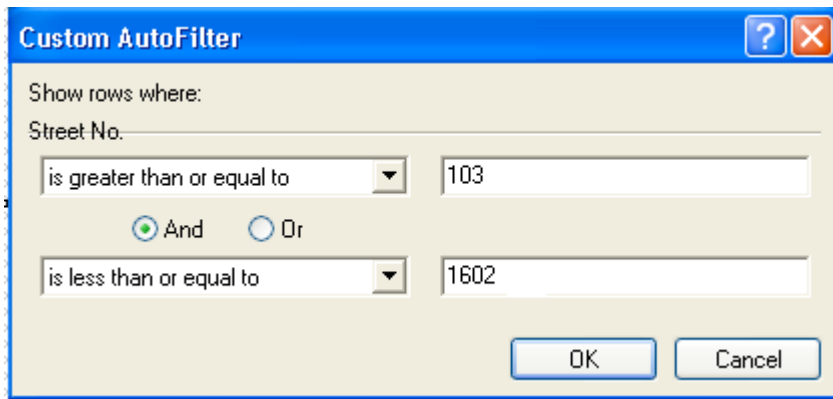 Custom AutoFilter
Show rows where:
Street No.
is greater than or equal to 103
And Or
is less than or equal to 1602
OK Cancel